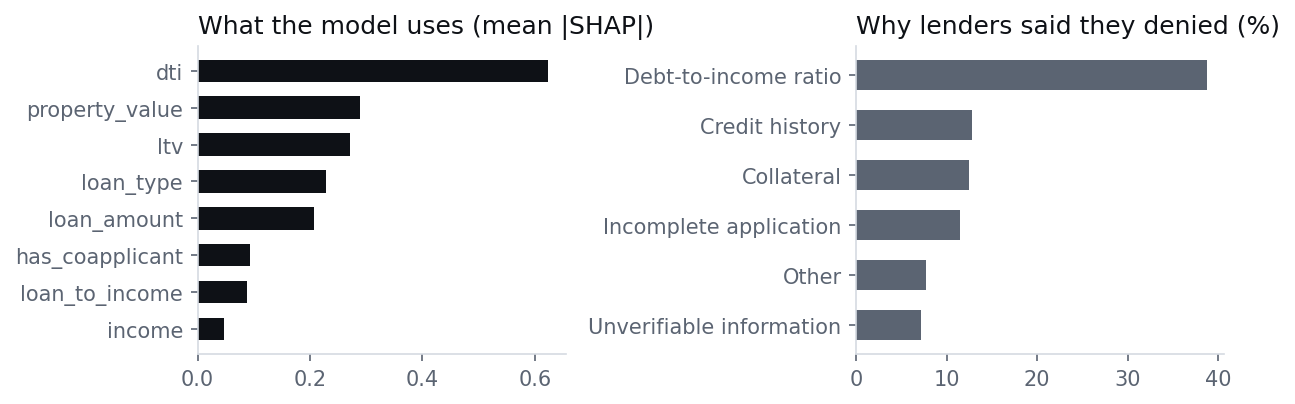 What the model uses (mean |SHAP|)
dti
property_value
ltv
loan_type
loan_amount
has_coapplicant
loan_to_income
income
0.0 0.2 0.4 0.6
Why lenders said they denied (%)
Debt-to-income ratio
Credit history
Collateral
Incomplete application
Other
Unverifiable information
0 10 20 30 40